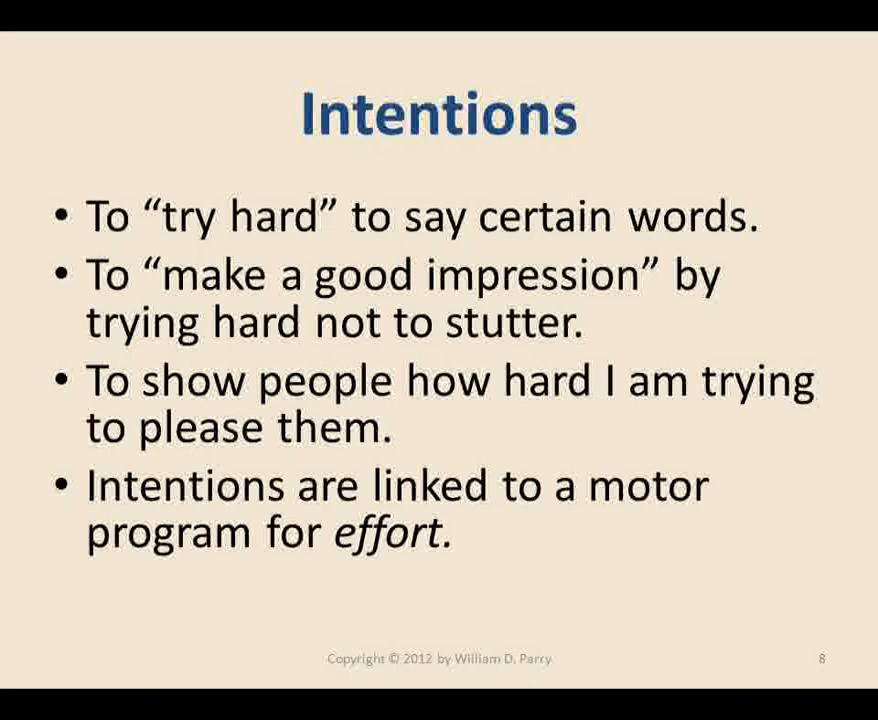 Intentions
• To “try hard” to say certain words.
• To “make a good impression” by
trying hard not to stutter.
• To show people how hard I am trying
to please them.
• Intentions are linked to a motor
program for effort.
Copyright © 2012 by William D. Parry
8